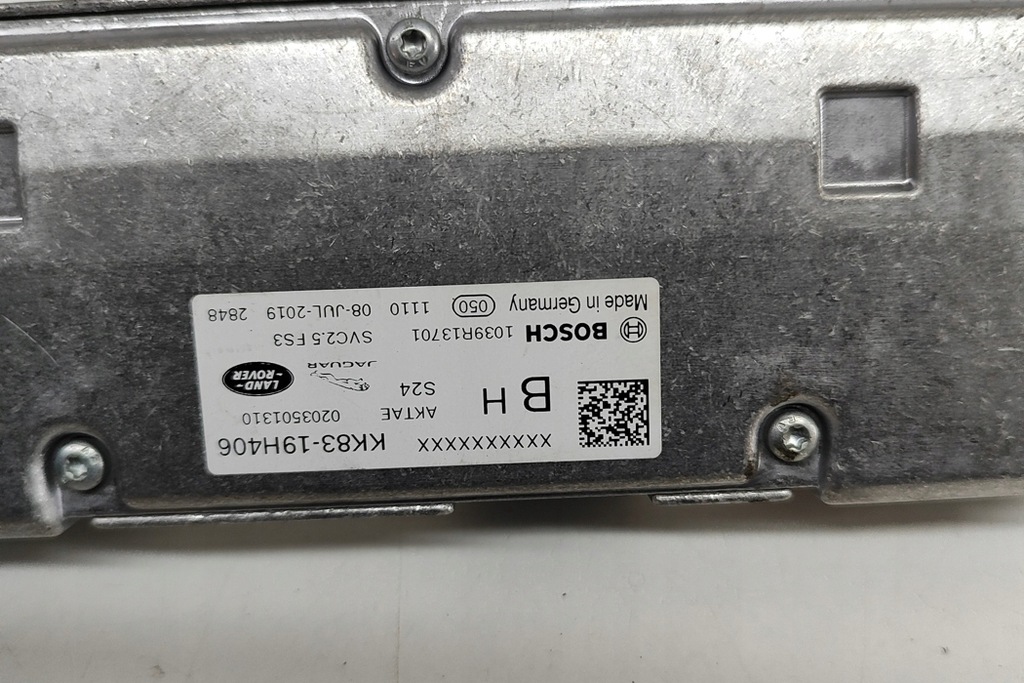 XXXXXXXXXX KK83-19H406
AKTAE 0203501310
B H S24
JAGUAR LAND-ROVER
BOSCH 1039R13701 SVC2.5 FS3
Made in Germany 050 1110 08-JUL-2019 2848